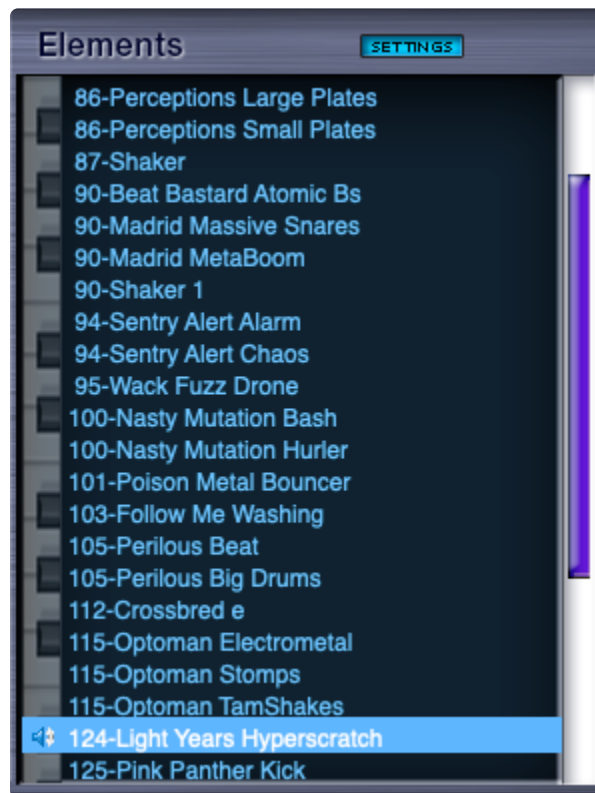 Elements
SETTINGS
86-Perceptions Large Plates
86-Perceptions Small Plates
87-Shaker
90-Beat Bastard Atomic Bs
90-Madrid Massive Snares
90-Madrid MetaBoom
90-Shaker 1
94-Sentry Alert Alarm
94-Sentry Alert Chaos
95-Wack Fuzz Drone
100-Nasty Mutation Bash
100-Nasty Mutation Hurler
101-Poison Metal Bouncer
103-Follow Me Washing
105-Perilous Beat
105-Perilous Big Drums
112-Crossbred e
115-Optoman Electrometal
115-Optoman Stomps
115-Optoman TamShakes
124-Light Years Hyperscratch
125-Pink Panther Kick